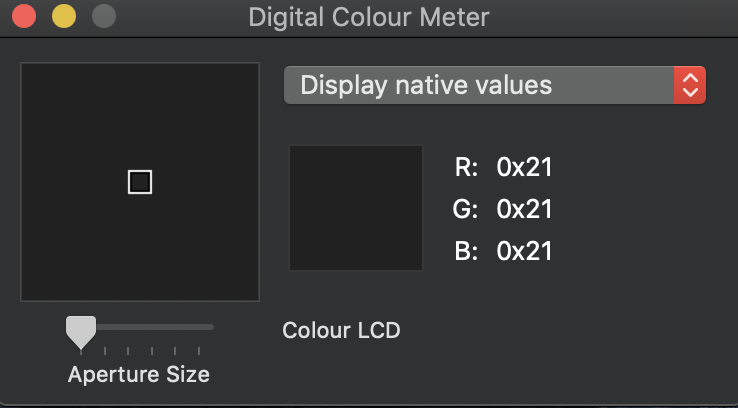 Digital Colour Meter
Display native values
R: 0x21
G: 0x21
B: 0x21
Colour LCD
Aperture Size